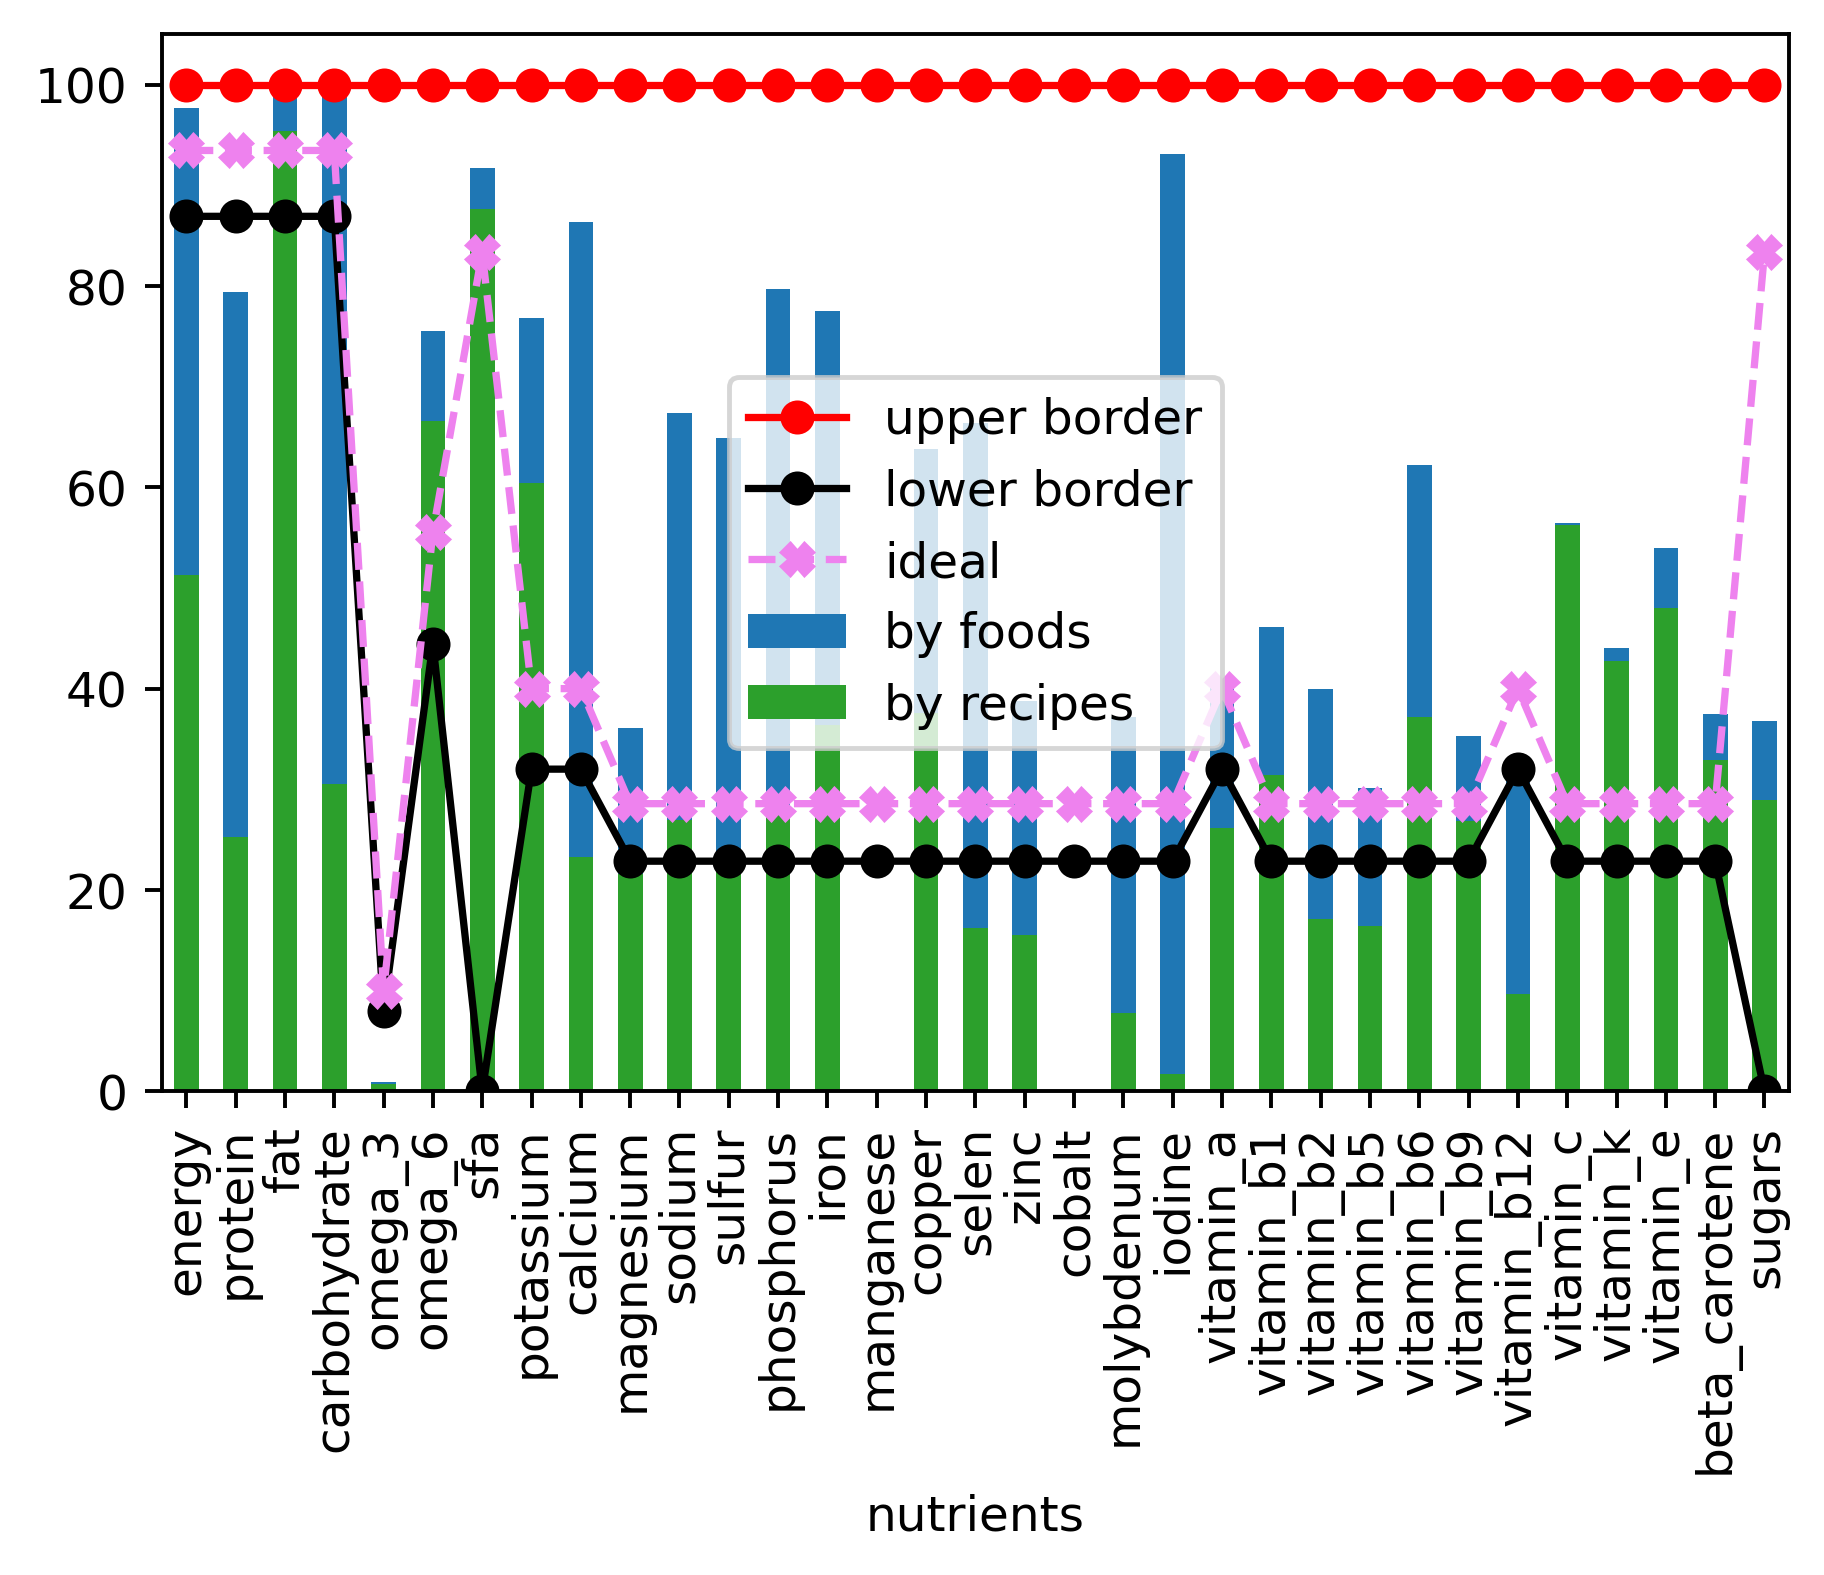 100
80
60
40
20
0
upper border
lower border
ideal
by foods
by recipes
energy
protein
fat
carbohydrate
omega_3
omega_6
sfa
potassium
calcium
magnesium
sodium
sulfur
phosphorus
iron
manganese
copper
selen
zinc
cobalt
molybdenum
iodine
vitamin_a
vitamin_b1
vitamin_b2
vitamin_b5
vitamin_b6
vitamin_b9
vitamin_b12
vitamin_c
vitamin_k
vitamin_e
beta_carotene
sugars
nutrients